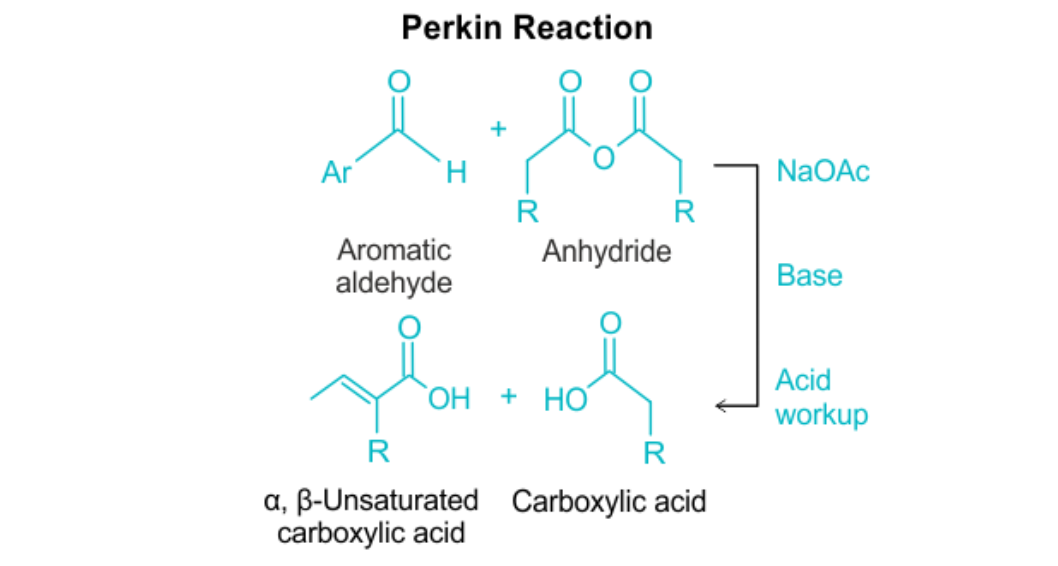 Perkin Reaction
O O O
+
O
Ar H
R R
NaOAc
Aromatic
aldehyde
Anhydride
Base
O O
OH + HO
R R
Acid
workup
α, β-Unsaturated
carboxylic acid
Carboxylic acid